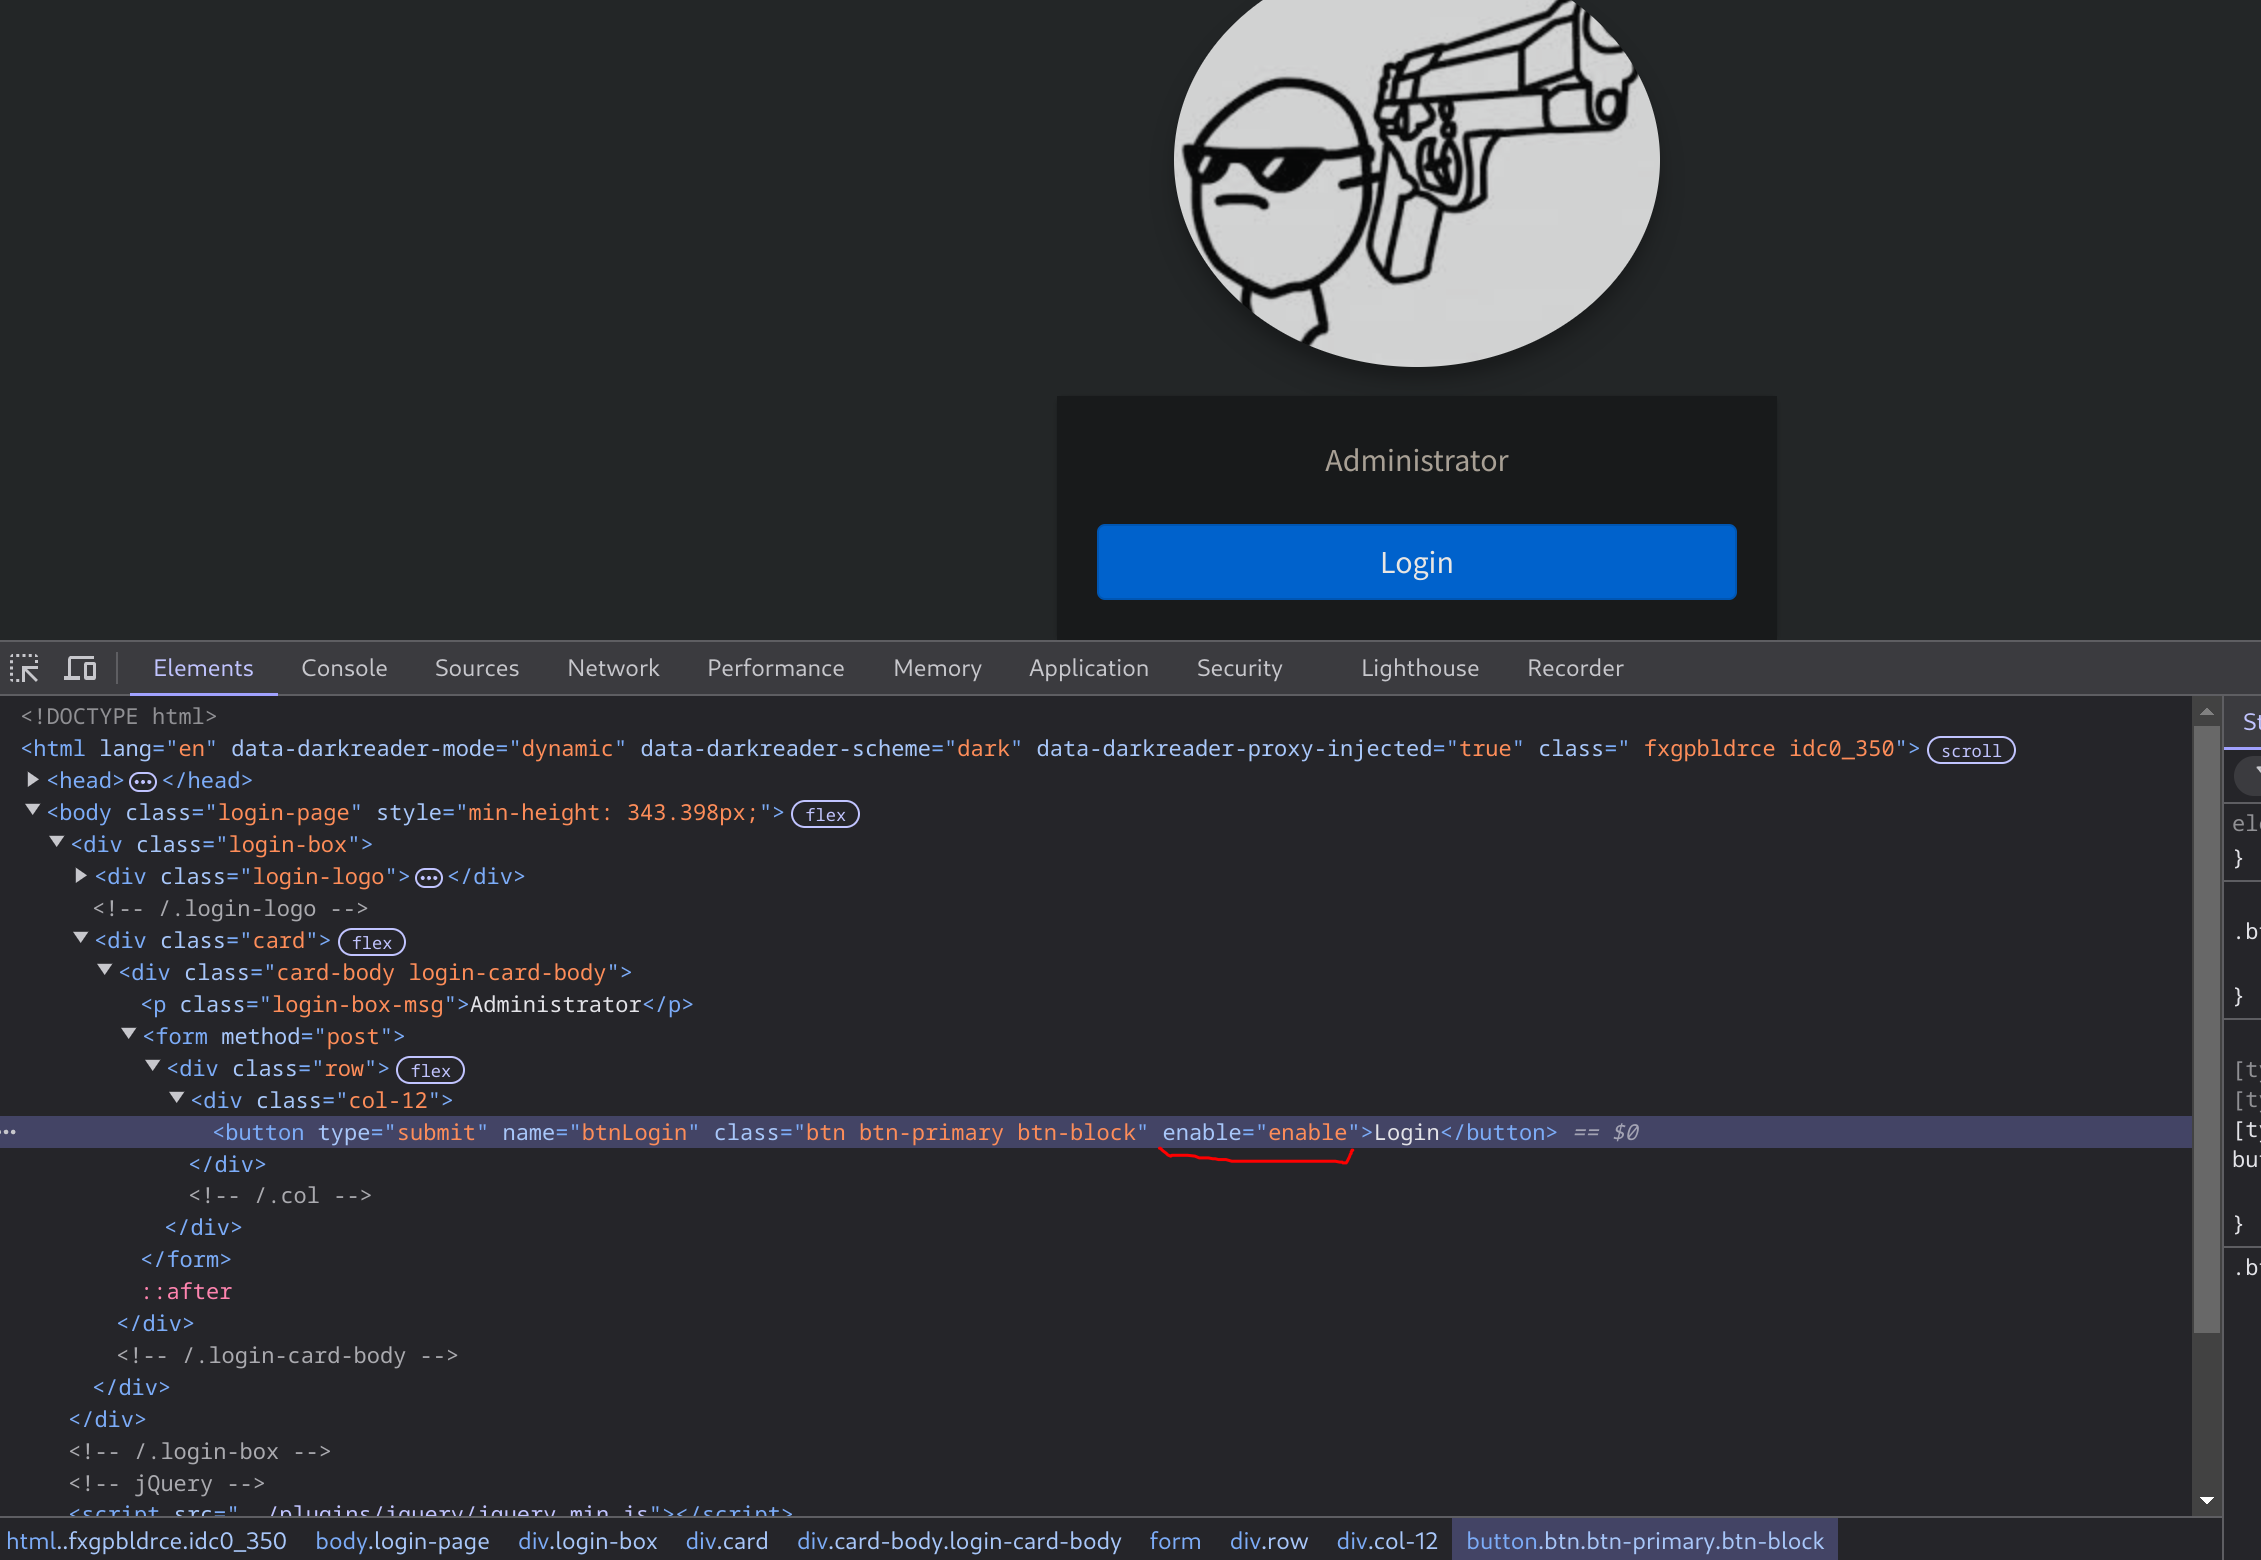 Administrator
Login
Elements Console Sources Network Performance Memory Application Security Lighthouse Recorder
<!DOCTYPE html>
<html lang="en" data-darkreader-mode="dynamic" data-darkreader-scheme="dark" data-darkreader-proxy-injected="true" class=" fxgpbldrce idc0_350"> scroll
<head> ••• </head>
<body class="login-page" style="min-height: 343.398px;"> flex
<div class="login-box">
<div class="login-logo"> ••• </div>
<!-- /.login-logo -->
<div class="card"> flex
<div class="card-body login-card-body">
<p class="login-box-msg">Administrator</p>
<form method="post">
<div class="row"> flex
<div class="col-12">
<button type="submit" name="btnLogin" class="btn btn-primary btn-block" enable="enable">Login</button> == $0
</div>
<!-- /.col -->
</div>
</form>
::after
</div>
<!-- /.login-card-body -->
</div>
</div>
<!-- /.login-box -->
<!-- jQuery -->
}
}
}
html..fxgpbldrce.idc0_350 body.login-page div.login-box div.card div.card-body.login-card-body form div.row div.col-12 button.btn.btn-primary.btn-block